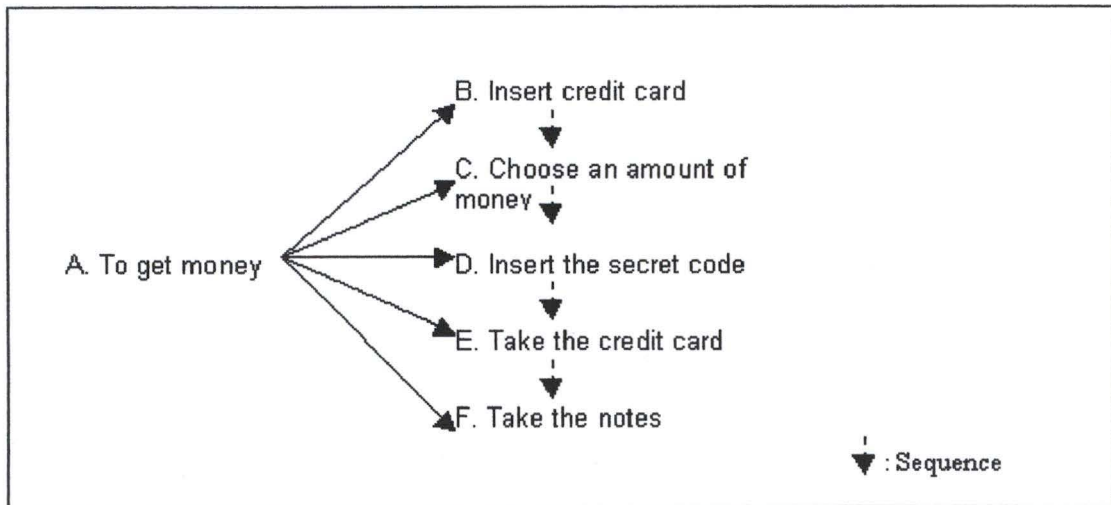 B. Insert credit card
C. Choose an amount of
money
A. To get money
D. Insert the secret code
E. Take the credit card
F. Take the notes
: Sequence